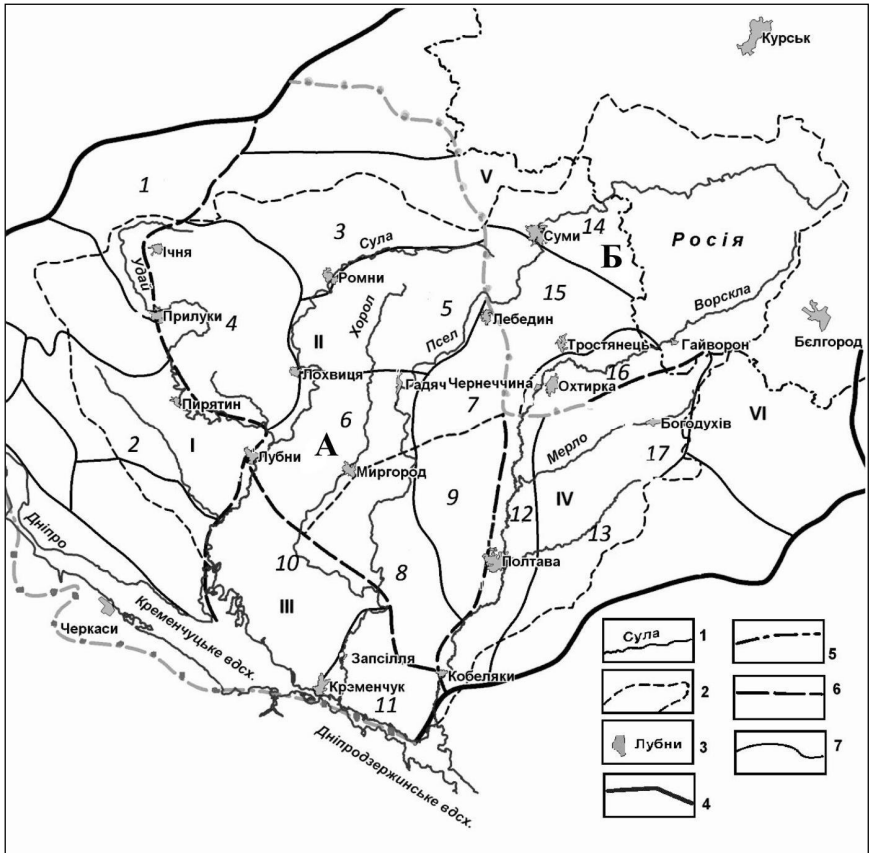 Курськ
1
V
3
Сула
Суми
14
Б
Росія
Ічня
Удай
Ромни
Хорол
5
15
Ворскла
Прилуки
4
II
Псел
Лебедин
Тростянець
Гайворон
Бєлгород
Лохвиця
Гадяч
Чернеччина
Охтирка
16
Пирятин
6
7
Богодухів
VI
2
I
А
Мерло
17
Лубни
Миргород
9
12
IV
Дніпро
10
8
13
Полтава
III
Черкаси
Кременчуцьке вдсх.
Запсілля
Крэменчук
Кобеляки
11
Дніпродзержинське вдсх.
Сула
1
5
2
6
Лубни
3
7
4